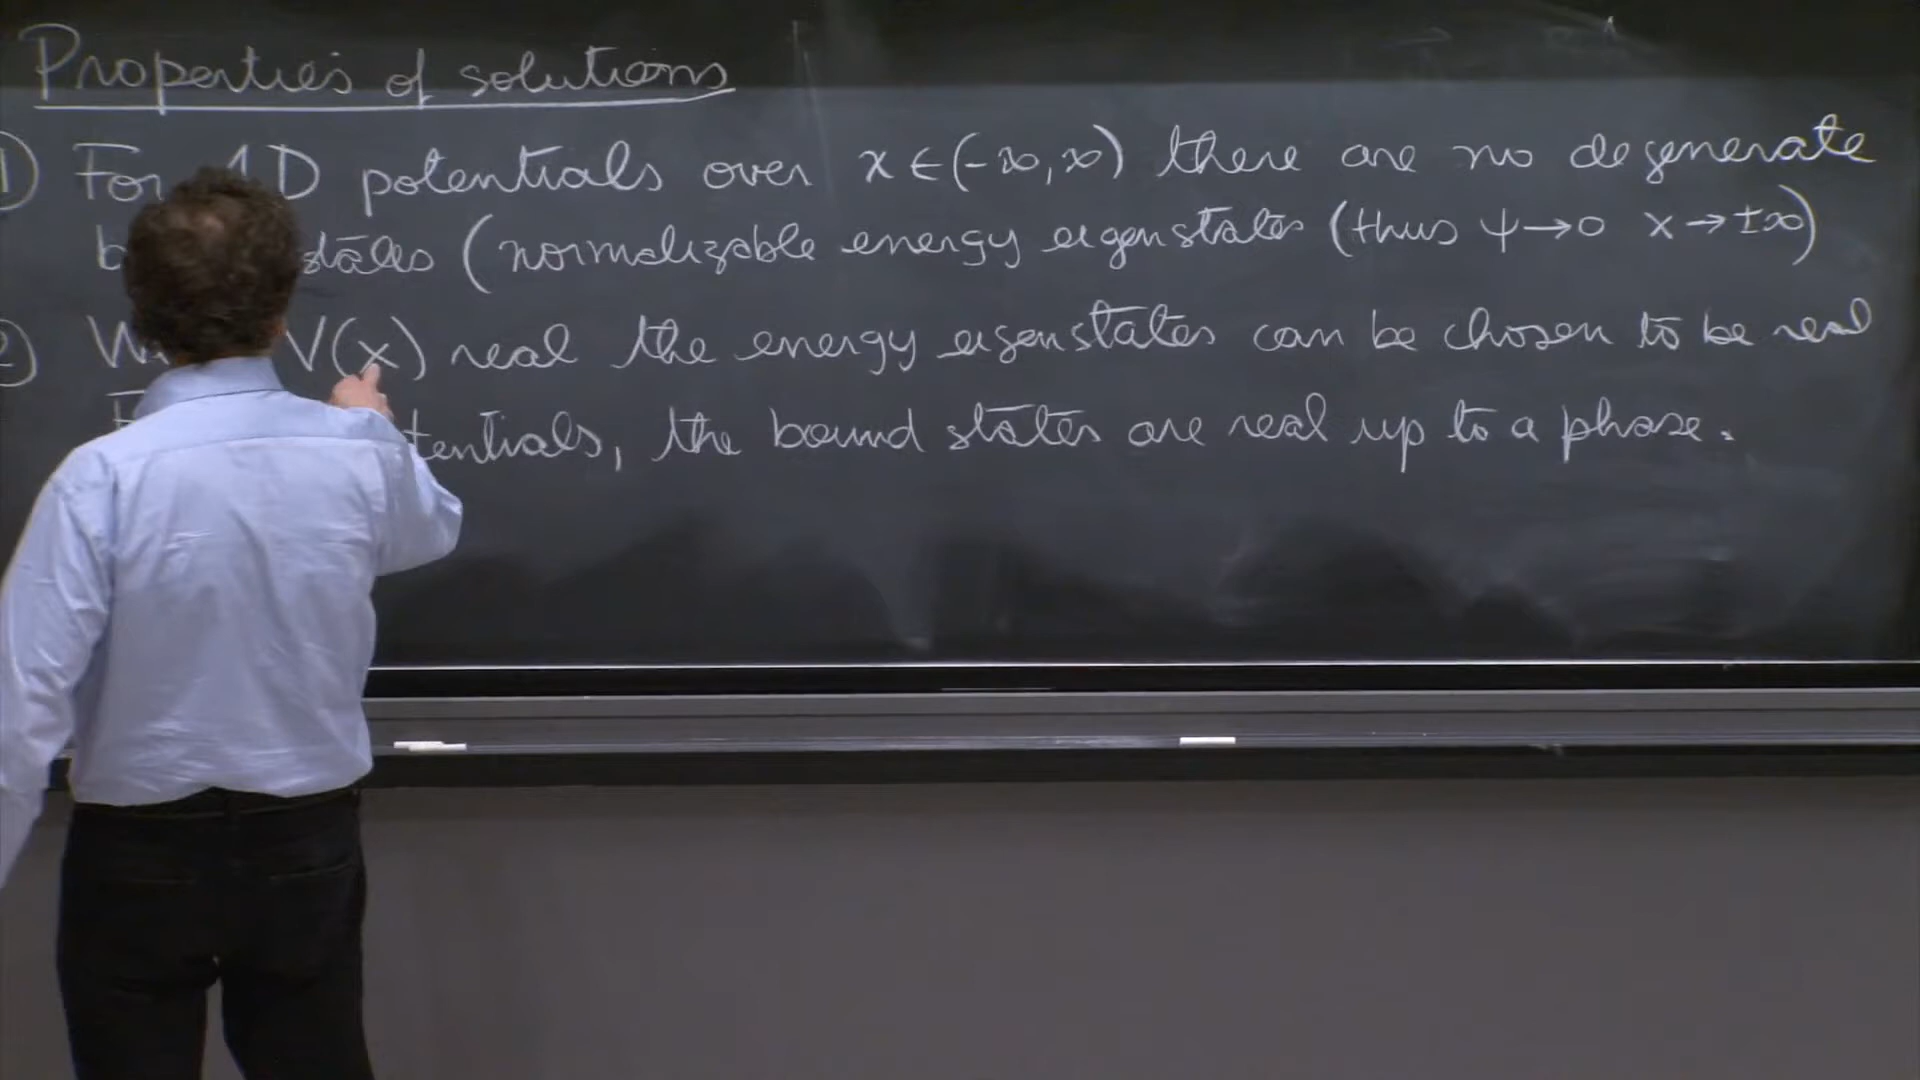 Properties of solutions
1) For 1D potentials over x ∈ (-∞, ∞) there are no degenerate
states (normalizable energy eigenstates (thus ψ → 0 x → ±∞)
2) V(x) real the energy eigenstates can be chosen to be real
tentials, the bound states are real up to a phase.